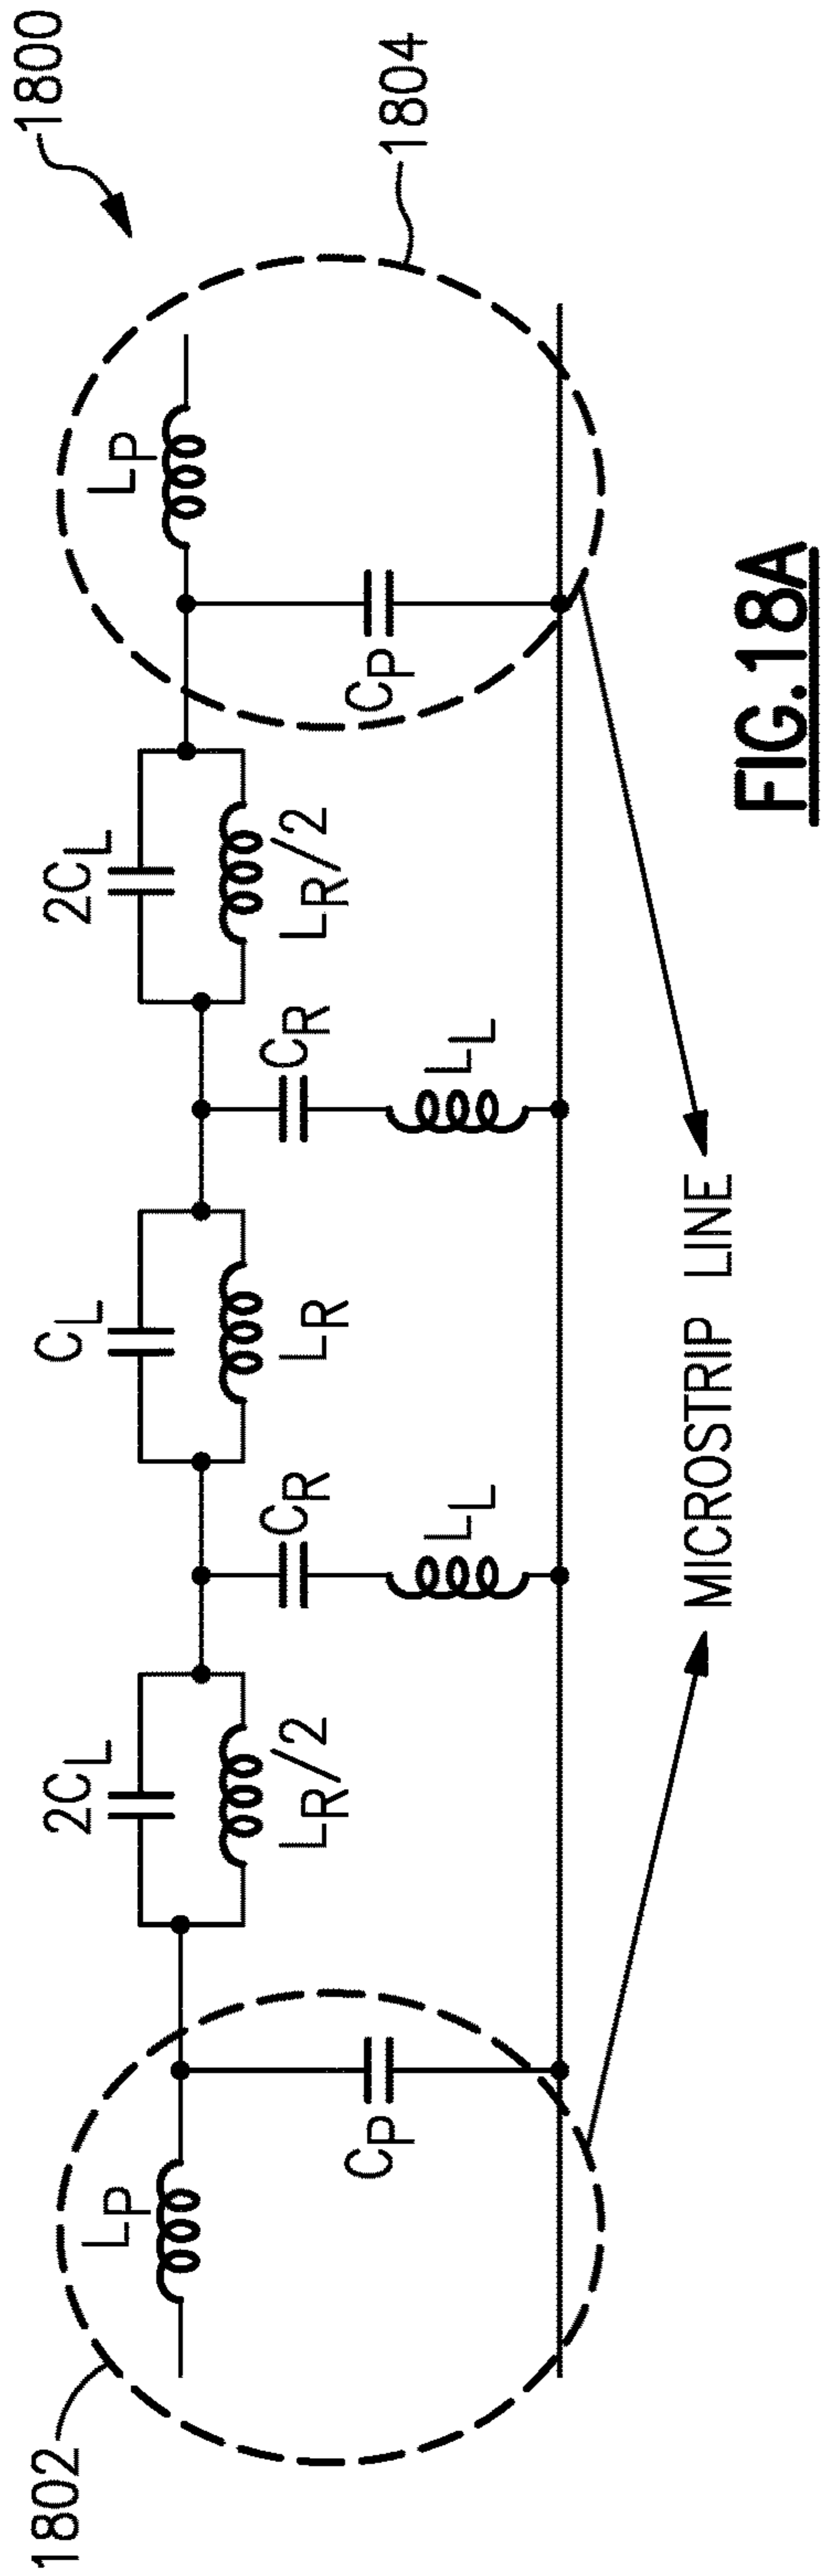 1800
1802
1804
L_P
2C_L
C_L
2C_L
L_P
L_R/2
L_R
L_R/2
C_P
C_R
C_R
C_P
L_L
L_L
MICROSTRIP LINE
FIG.18A